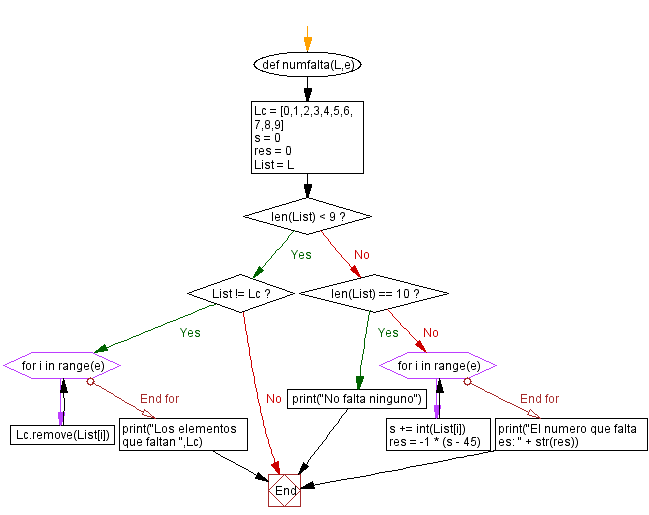 def numfalta(L,e)
Lc = [0,1,2,3,4,5,6,
7,8,9]
s = 0
res = 0
List = L
len(List) < 9 ?
Yes
No
List != Lc ?
len(List) == 10 ?
Yes
Yes
No
for i in range(e)
for i in range(e)
End for
No
print("No falta ninguno")
End for
Lc.remove(List[i])
print("Los elementos
que faltan ",Lc)
s += int(List[i])
res = -1 * (s - 45)
print("El numero que falta
es: " + str(res))
End